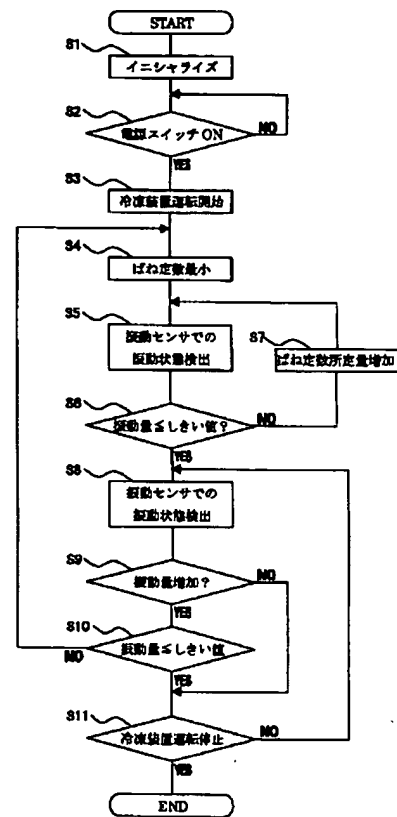 START
S1
イニシャライズ
S2
電源スイッチON
NO
YES
S3
冷凍装置運転開始
S4
ばね定数最小
S5
振動センサでの
振動状態検出
S7
ばね定数所定量増加
S6
振動量≦しきい値?
NO
YES
S8
振動センサでの
振動状態検出
S9
振動量増加?
NO
YES
S10
振動量≦しきい値
NO
YES
S11
冷凍装置運転停止
NO
YES
END